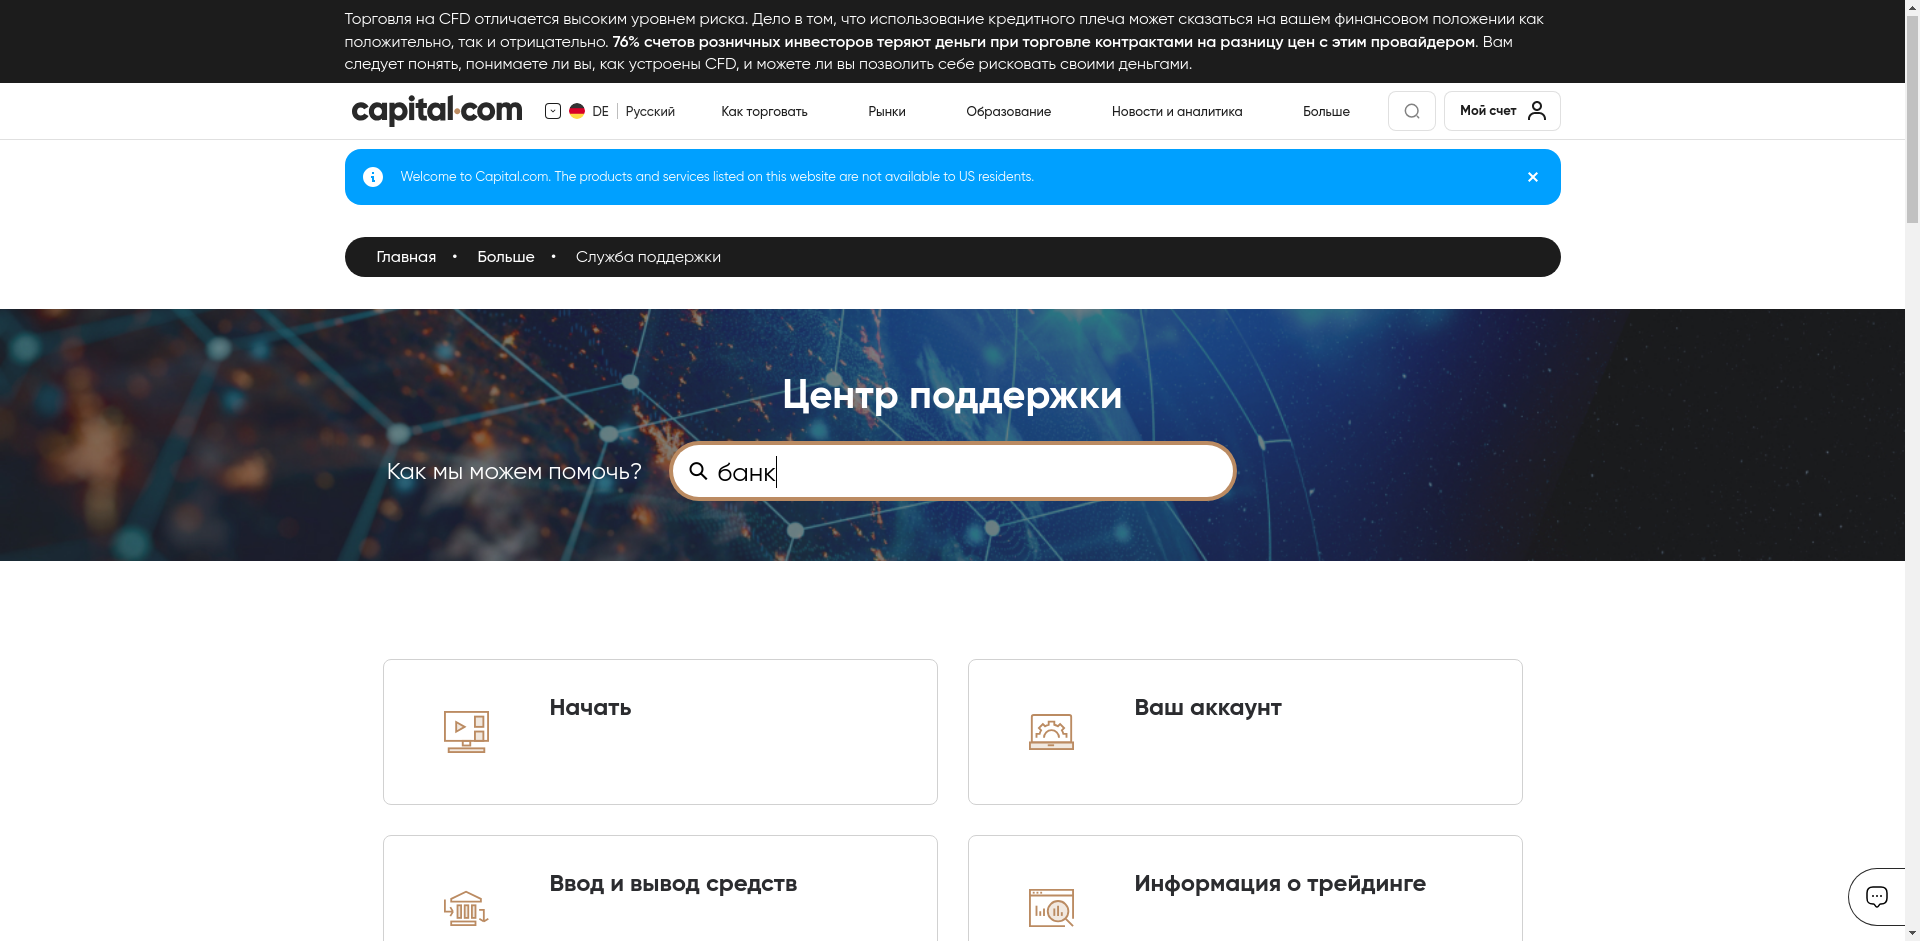 Торговля на CFD отличается высоким уровнем риска. Дело в том, что использование кредитного плеча может сказаться на вашем финансовом положении как
положительно, так и отрицательно. 76% счетов розничных инвесторов теряют деньги при торговле контрактами на разницу цен с этим провайдером. Вам
следует понять, понимаете ли вы, как устроены CFD, и можете ли вы позволить себе рисковать своими деньгами.
capital.com DE Русский Как торговать Рынки Образование Новости и аналитика Больше Мой счет
Welcome to Capital.com. The products and services listed on this website are not available to US residents.
Главная • Больше • Служба поддержки
Центр поддержки
Как мы можем помочь? банк
Начать Ваш аккаунт
Ввод и вывод средств Информация о трейдинге